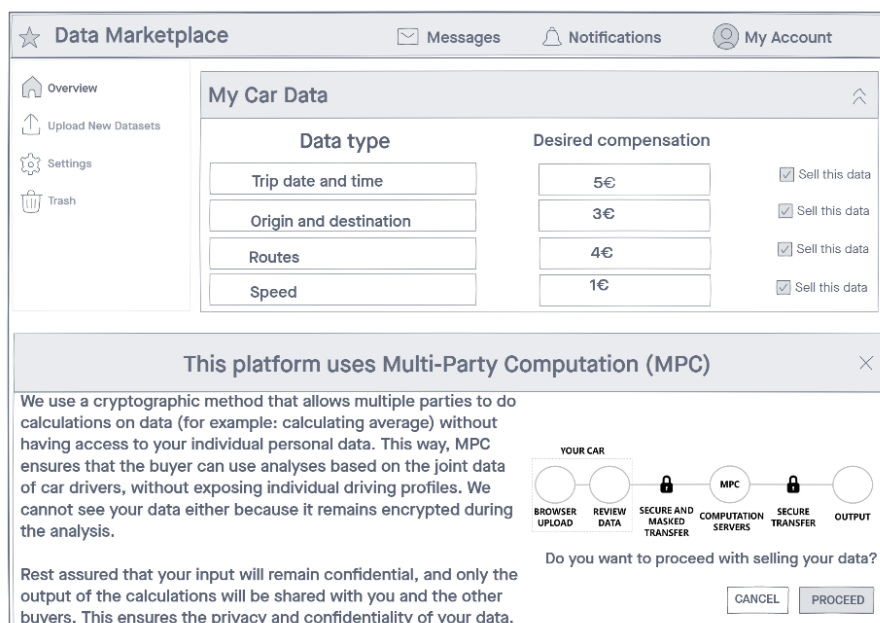 Data Marketplace
Messages
Notifications
My Account
Overview
Upload New Datasets
Settings
Trash
My Car Data
Data type
Desired compensation
Trip date and time
5€
Sell this data
Origin and destination
3€
Sell this data
Routes
4€
Sell this data
Speed
1€
Sell this data
This platform uses Multi-Party Computation (MPC)
We use a cryptographic method that allows multiple parties to do
calculations on data (for example: calculating average) without
having access to your individual personal data. This way, MPC
ensures that the buyer can use analyses based on the joint data
of car drivers, without exposing individual driving profiles. We
cannot see your data either because it remains encrypted during
the analysis.
Rest assured that your input will remain confidential, and only the
output of the calculations will be shared with you and the other
buyers. This ensures the privacy and confidentiality of your data.
YOUR CAR
MPC
BROWSER
UPLOAD
REVIEW
DATA
SECURE AND
MASKED
TRANSFER
COMPUTATION
SERVERS
SECURE
TRANSFER
OUTPUT
Do you want to proceed with selling your data?
CANCEL
PROCEED